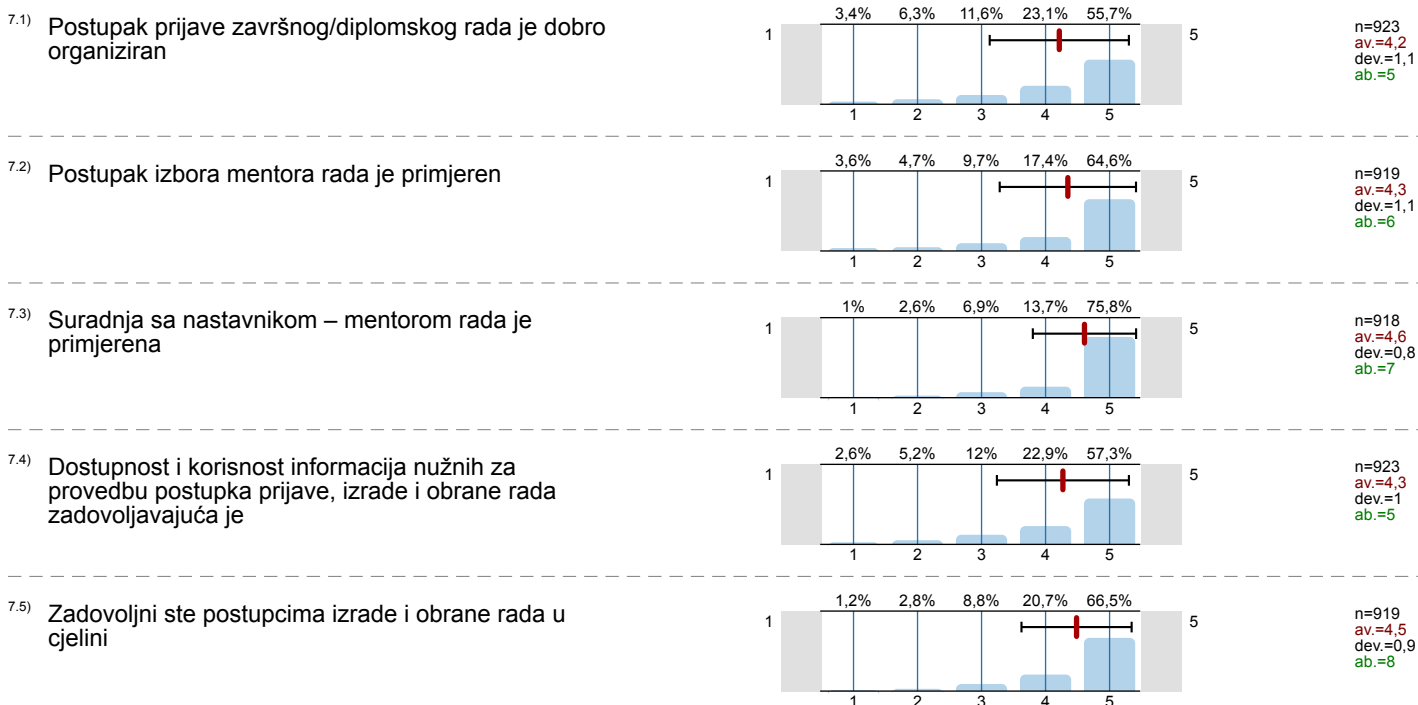 7.1) Postupak prijave završnog/diplomskog rada je dobro
organiziran
3,4% 6,3% 11,6% 23,1% 55,7%
1 5
1 2 3 4 5
n=923
av.=4,2
dev.=1,1
ab.=5
7.2) Postupak izbora mentora rada je primjeren
3,6% 4,7% 9,7% 17,4% 64,6%
1 5
1 2 3 4 5
n=919
av.=4,3
dev.=1,1
ab.=6
7.3) Suradnja sa nastavnikom – mentorom rada je
primjerena
1% 2,6% 6,9% 13,7% 75,8%
1 5
1 2 3 4 5
n=918
av.=4,6
dev.=0,8
ab.=7
7.4) Dostupnost i korisnost informacija nužnih za
provedbu postupka prijave, izrade i obrane rada
zadovoljavajuća je
2,6% 5,2% 12% 22,9% 57,3%
1 5
1 2 3 4 5
n=923
av.=4,3
dev.=1
ab.=5
7.5) Zadovoljni ste postupcima izrade i obrane rada u
cjelini
1,2% 2,8% 8,8% 20,7% 66,5%
1 5
1 2 3 4 5
n=919
av.=4,5
dev.=0,9
ab.=8